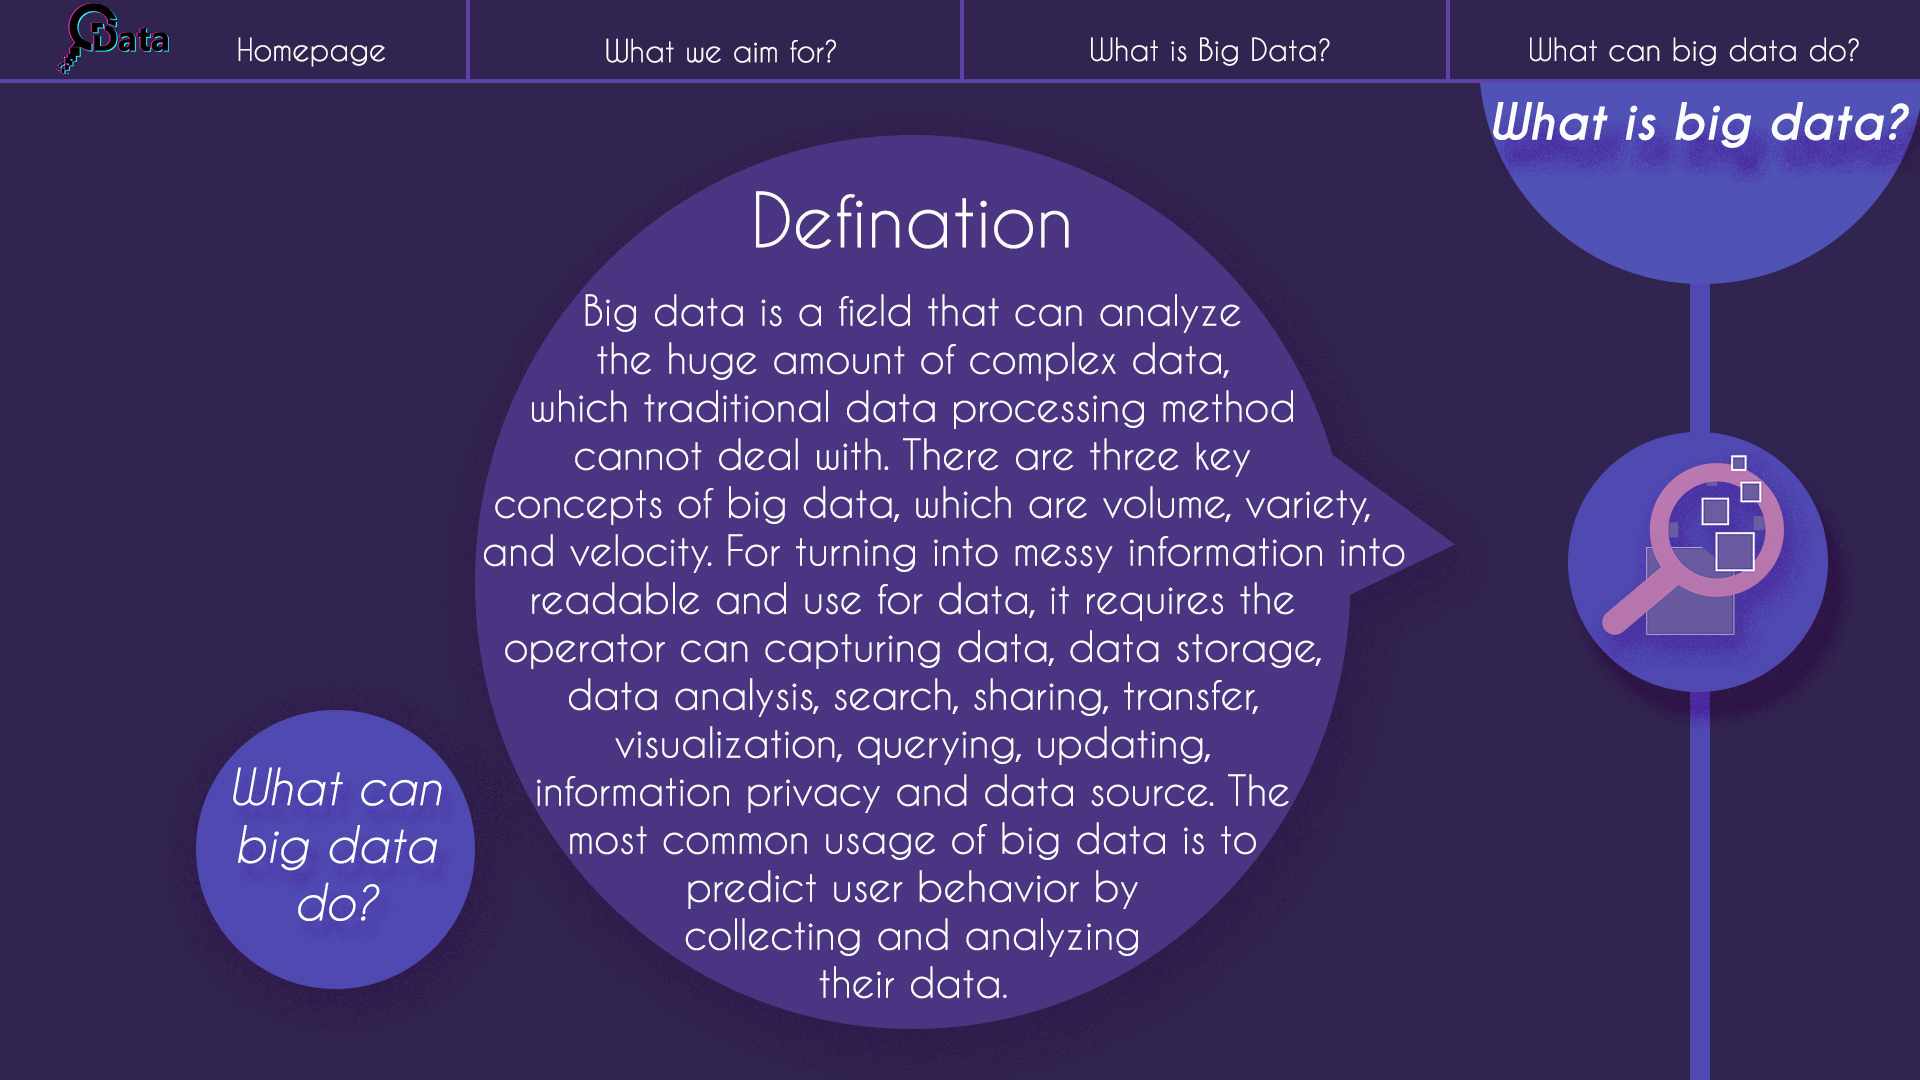 Data
Homepage
What we aim for?
What is Big Data?
What can big data do?
What is big data?
Defination
Big data is a field that can analyze
the huge amount of complex data,
which traditional data processing method
cannot deal with. There are three key
concepts of big data, which are volume, variety,
and velocity. For turning into messy information into
readable and use for data, it requires the
operator can capturing data, data storage,
data analysis, search, sharing, transfer,
visualization, querying, updating,
information privacy and data source. The
most common usage of big data is to
predict user behavior by
collecting and analyzing
their data.
What can
big data
do?